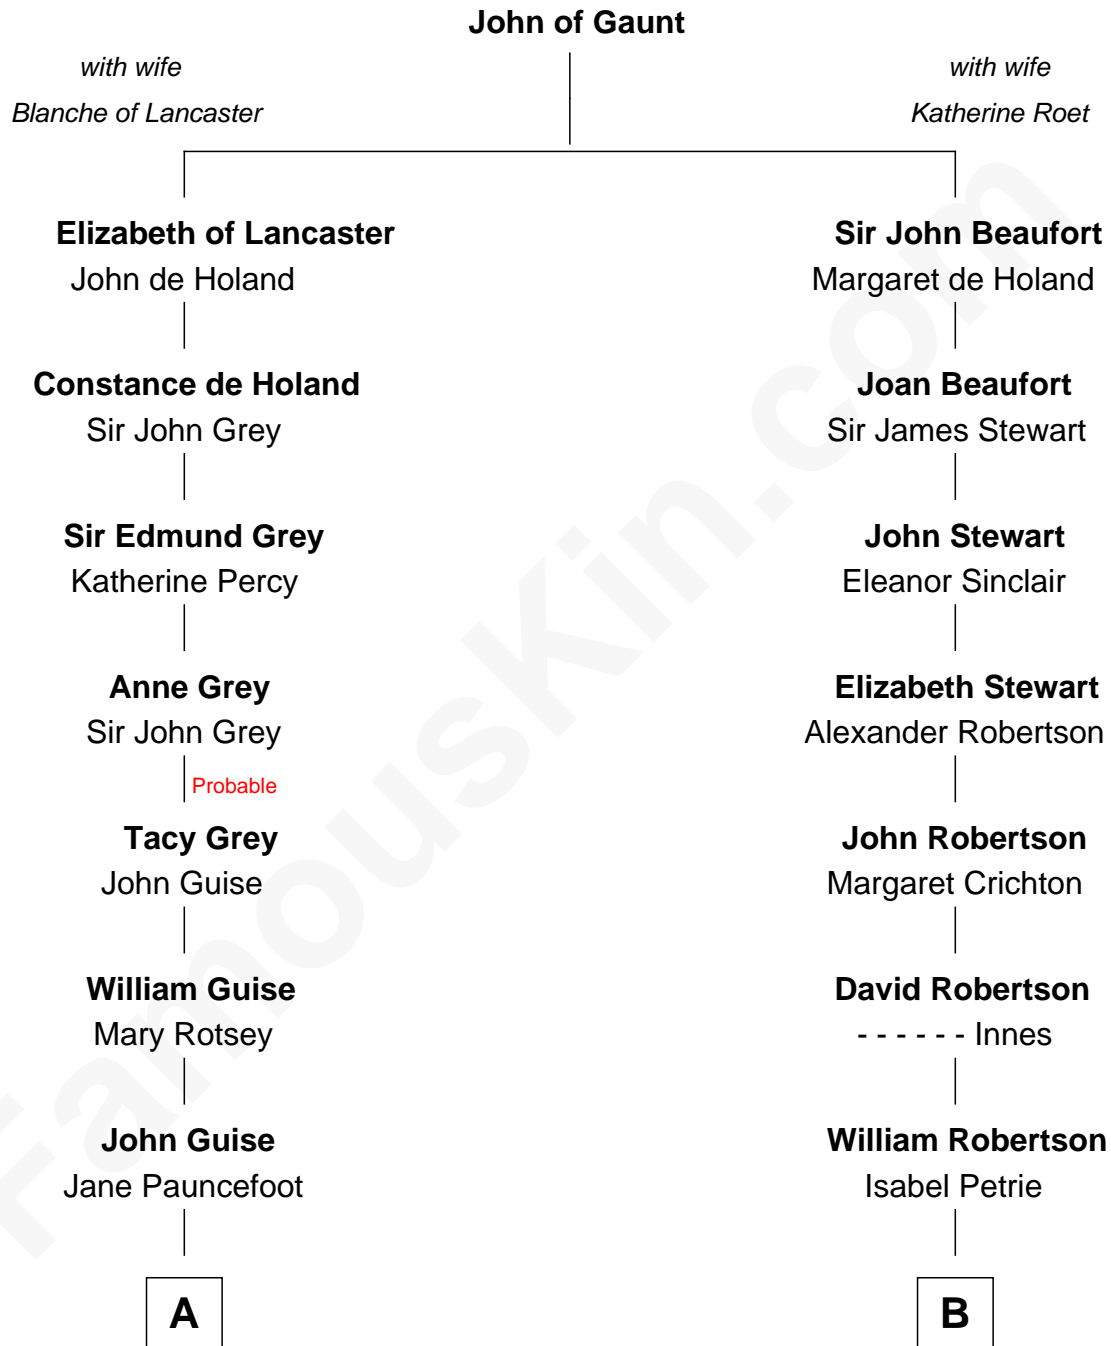 John of Gaunt
with wife
Blanche of Lancaster
with wife
Katherine Roet
Elizabeth of Lancaster
John de Holand
Sir John Beaufort
Margaret de Holand
Constance de Holand
Sir John Grey
Joan Beaufort
Sir James Stewart
Sir Edmund Grey
Katherine Percy
John Stewart
Eleanor Sinclair
Anne Grey
Sir John Grey
Probable
Elizabeth Stewart
Alexander Robertson
Tacy Grey
John Guise
John Robertson
Margaret Crichton
William Guise
Mary Rotsey
David Robertson
- - - - - - Innes
John Guise
Jane Pauncefoot
William Robertson
Isabel Petrie
A
B
FamousKin.com